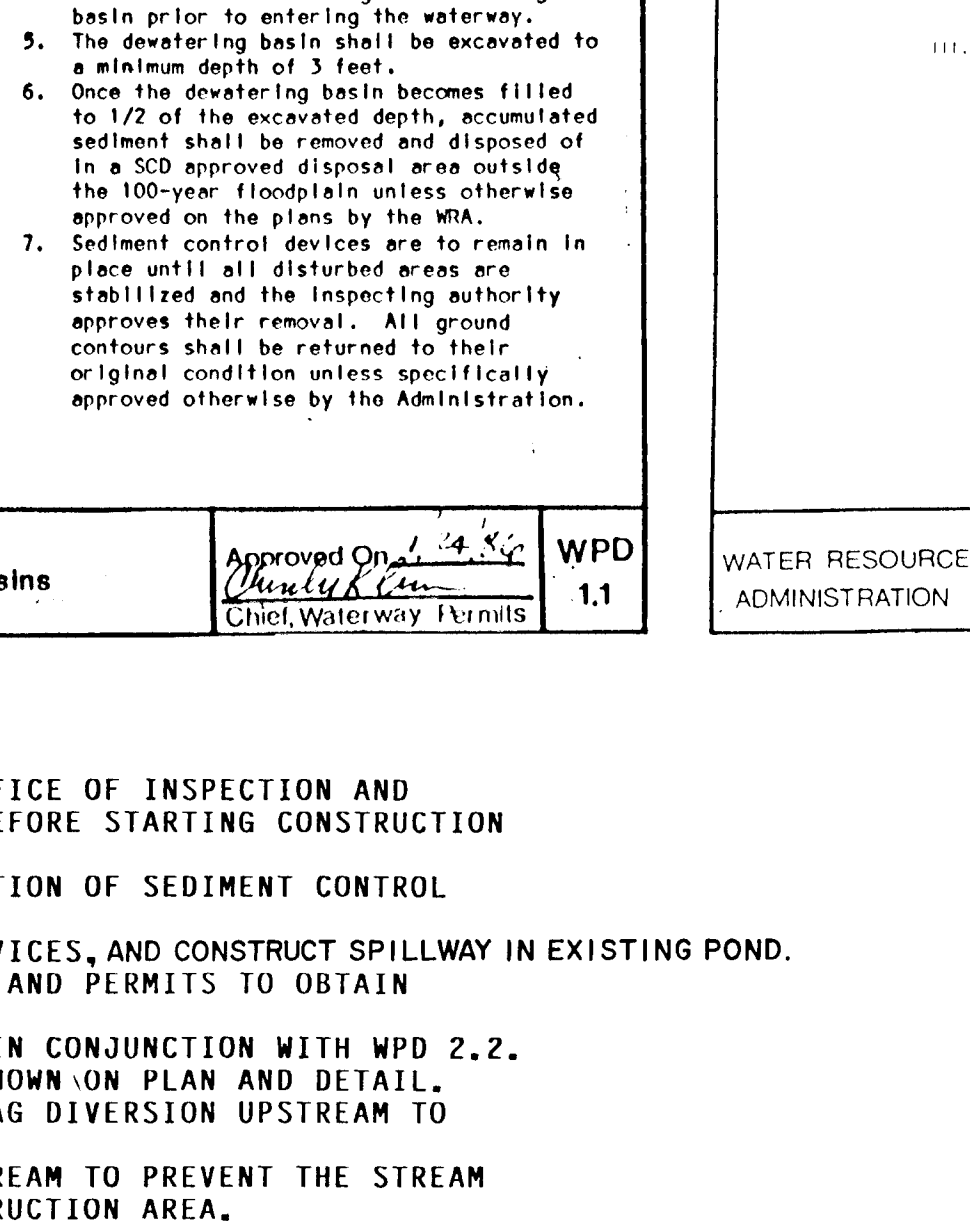 basin prior to entering the waterway.
5. The dewatering basin shall be excavated to
a minimum depth of 3 feet.
6. Once the dewatering basin becomes filled
to 1/2 of the excavated depth, accumulated
sediment shall be removed and disposed of
in a SCD approved disposal area outside
the 100-year floodplain unless otherwise
approved on the plans by the WRA.
7. Sediment control devices are to remain in
place until all disturbed areas are
stabilized and the inspecting authority
approves their removal. All ground
contours shall be returned to their
original condition unless specifically
approved otherwise by the Administration.
III.
sins
Approved On
Chief, Waterway Permits
WPD
1.1
WATER RESOURCE
ADMINISTRATION
FICE OF INSPECTION AND
EFORE STARTING CONSTRUCTION
TION OF SEDIMENT CONTROL
VICES, AND CONSTRUCT SPILLWAY IN EXISTING POND.
AND PERMITS TO OBTAIN
IN CONJUNCTION WITH WPD 2.2.
HOWN ON PLAN AND DETAIL.
AG DIVERSION UPSTREAM TO
REAM TO PREVENT THE STREAM
RUCTION AREA.